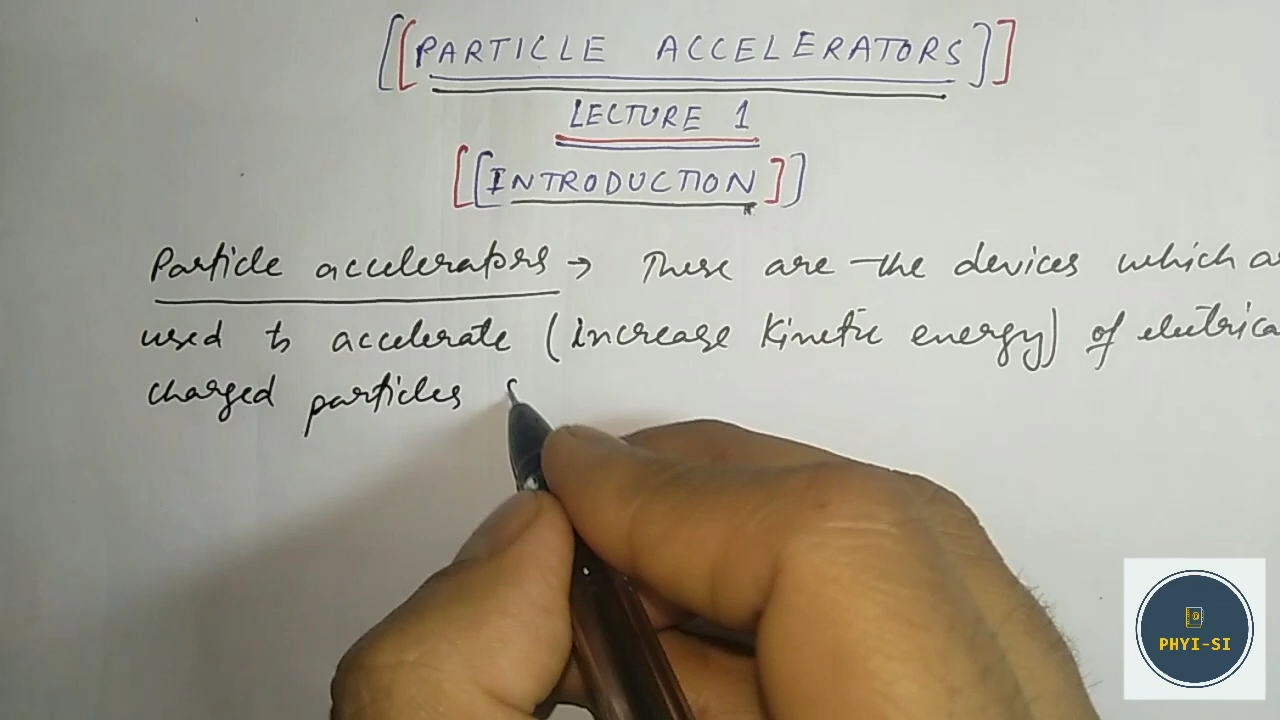 [[PARTICLE ACCELERATORS]]
LECTURE 1
[[INTRODUCTION]]
Particle accelerators → These are the devices which a
used to accelerate (increase kinetic energy) of electrica
charged particles
PHYI-SI